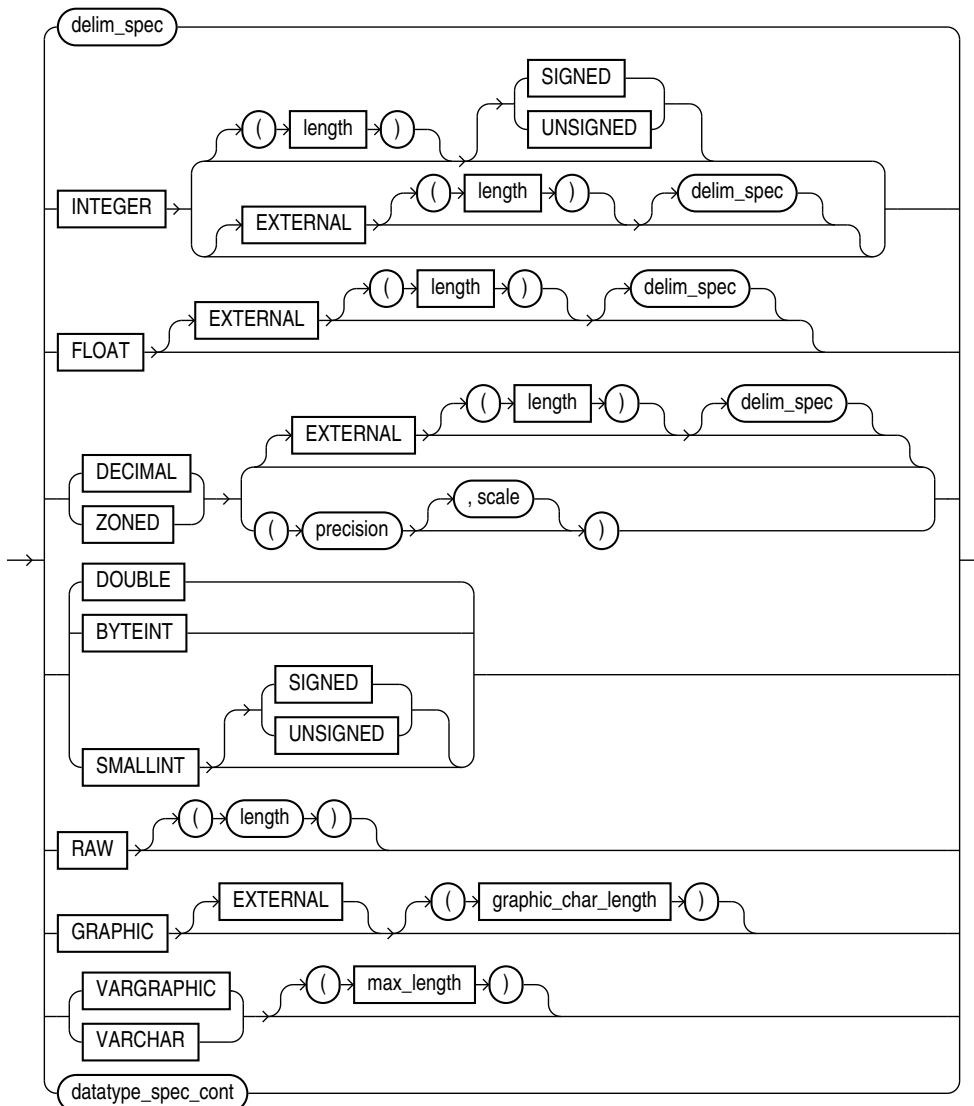 delim_spec
SIGNED
( length )
UNSIGNED
INTEGER
( length ) delim_spec
EXTERNAL
( length ) delim_spec
EXTERNAL
FLOAT
( length ) delim_spec
EXTERNAL
DECIMAL
, scale
ZONED
( precision )
DOUBLE
BYTEINT
SIGNED
UNSIGNED
SMALLINT
( length )
RAW
EXTERNAL ( graphic_char_length )
GRAPHIC
VARGRAPHIC ( max_length )
VARCHAR
datatype_spec_cont